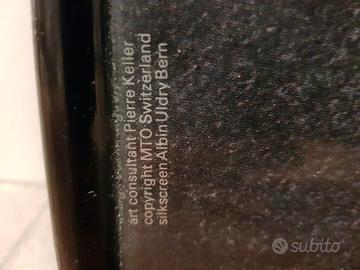 art consultant Pierre Keller
copyright MTO Switzerland
silkscreen Albin Uldry Bern
subito